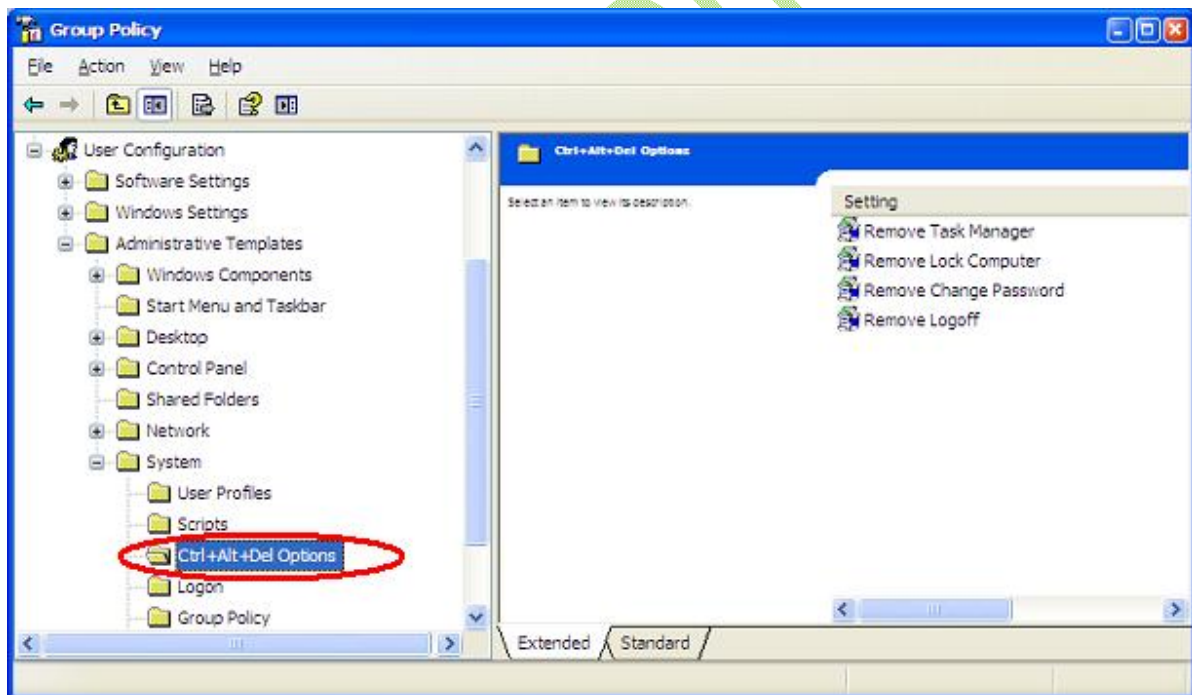 Group Policy
File Action View Help
User Configuration
Software Settings
Windows Settings
Administrative Templates
Windows Components
Start Menu and Taskbar
Desktop
Control Panel
Shared Folders
Network
System
User Profiles
Scripts
Ctrl+Alt+Del Options
Logon
Group Policy
Ctrl+Alt+Del Options
Select an item to view its description.
Setting
Remove Task Manager
Remove Lock Computer
Remove Change Password
Remove Logoff
Extended Standard